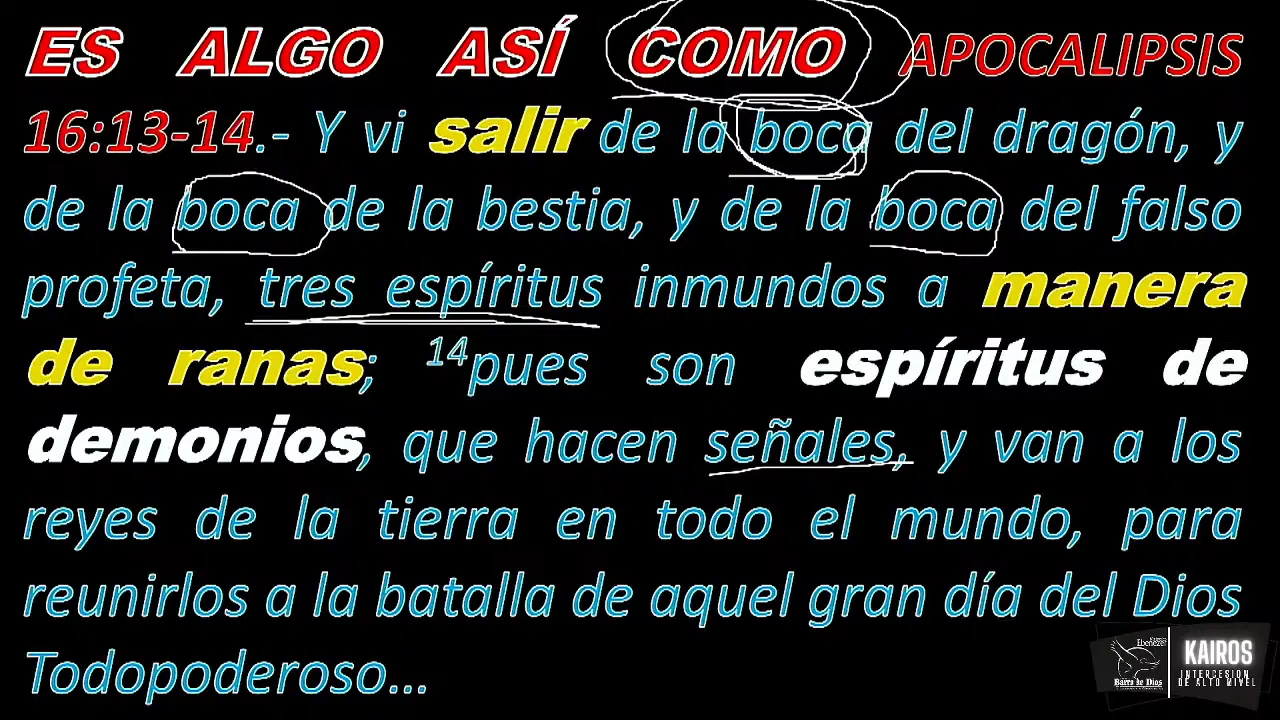 ES ALGO ASÍ COMO APOCALIPSIS
16:13-14.- Y vi salir de la boca del dragón, y
de la boca de la bestia, y de la boca del falso
profeta, tres espíritus inmundos a manera
de ranas; 14pues son espíritus de
demonios, que hacen señales, y van a los
reyes de la tierra en todo el mundo, para
reunirlos a la batalla de aquel gran día del Dios
Todopoderoso...
Ebenezer
Barra de Dios
KAIROS
INTERCESION
DE ALTO NIVEL